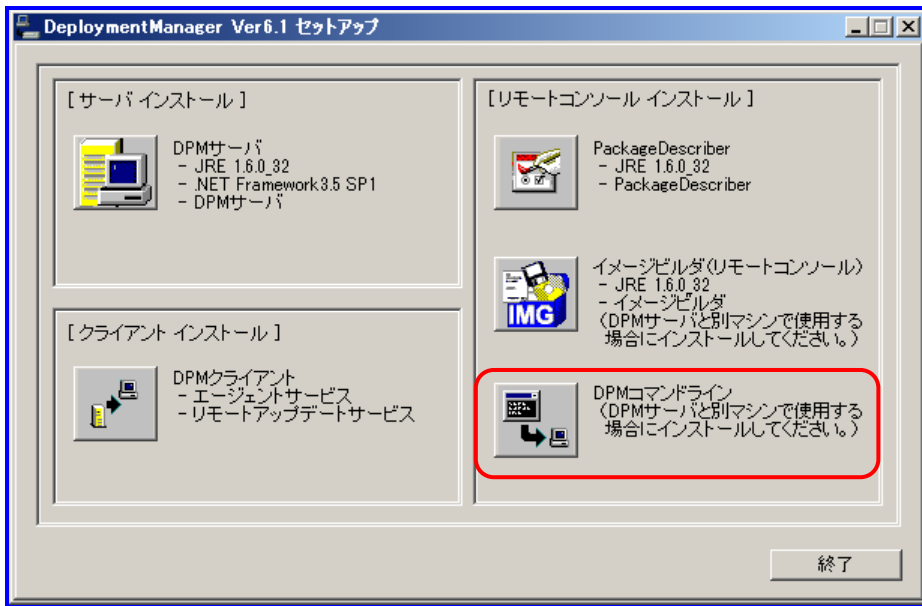 DeploymentManager Ver6.1 セットアップ
[ サーバ インストール ]
DPMサーバ
- JRE 1.6.0_32
- .NET Framework3.5 SP1
- DPMサーバ
[ クライアント インストール ]
DPMクライアント
- エージェントサービス
- リモートアップデートサービス
[リモートコンソール インストール ]
PackageDescriber
- JRE 1.6.0_32
- PackageDescriber
IMG
イメージビルダ(リモートコンソール)
- JRE 1.6.0_32
- イメージビルダ
(DPMサーバと別マシンで使用する
場合にインストールしてください。)
DPMコマンドライン
(DPMサーバと別マシンで使用する
場合にインストールしてください。)
終了